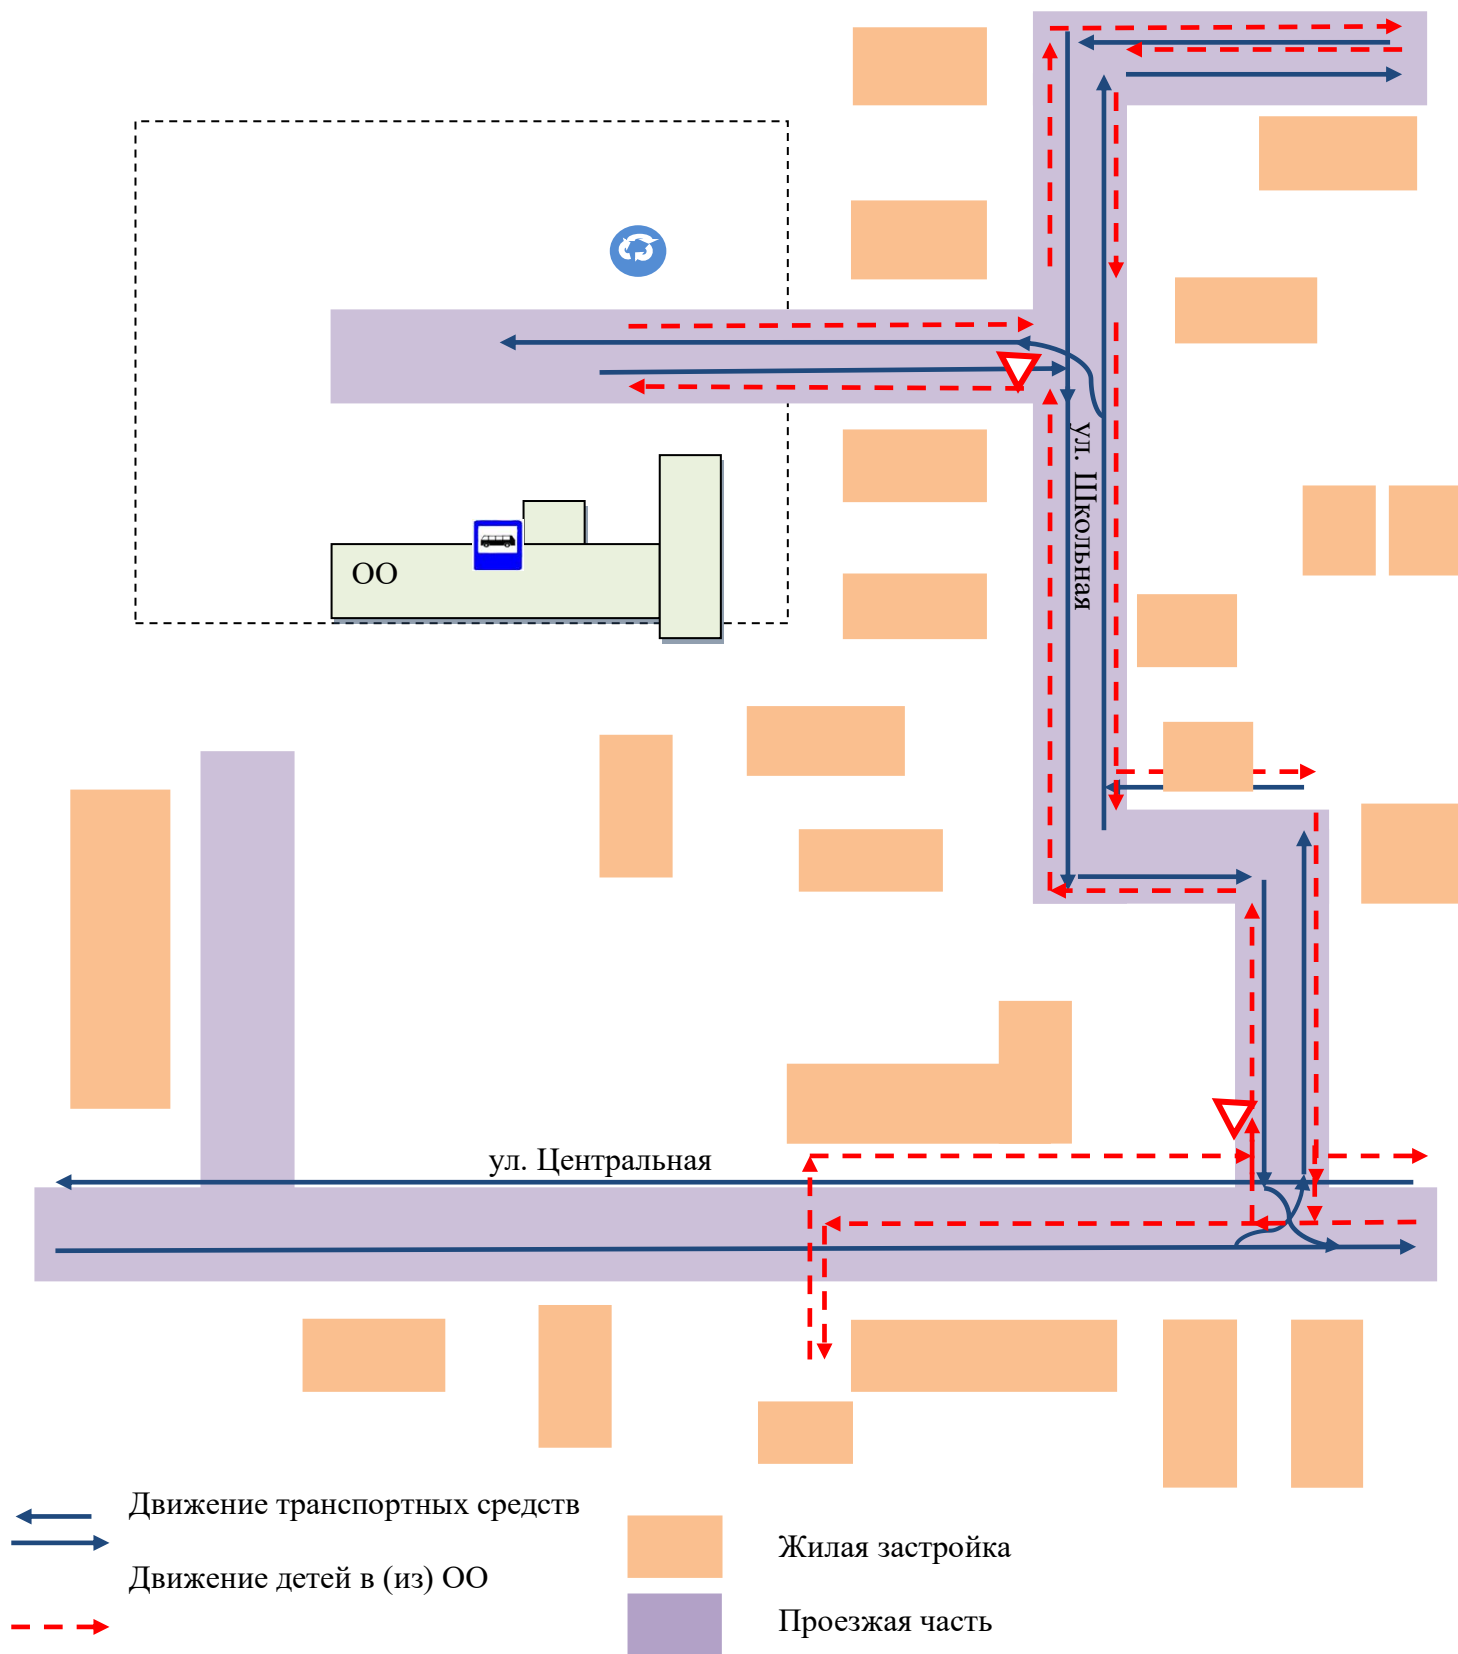 ул. Школьная
ОО
ул. Центральная
Движение транспортных средств
Жилая застройка
Движение детей в (из) ОО
Проезжая часть